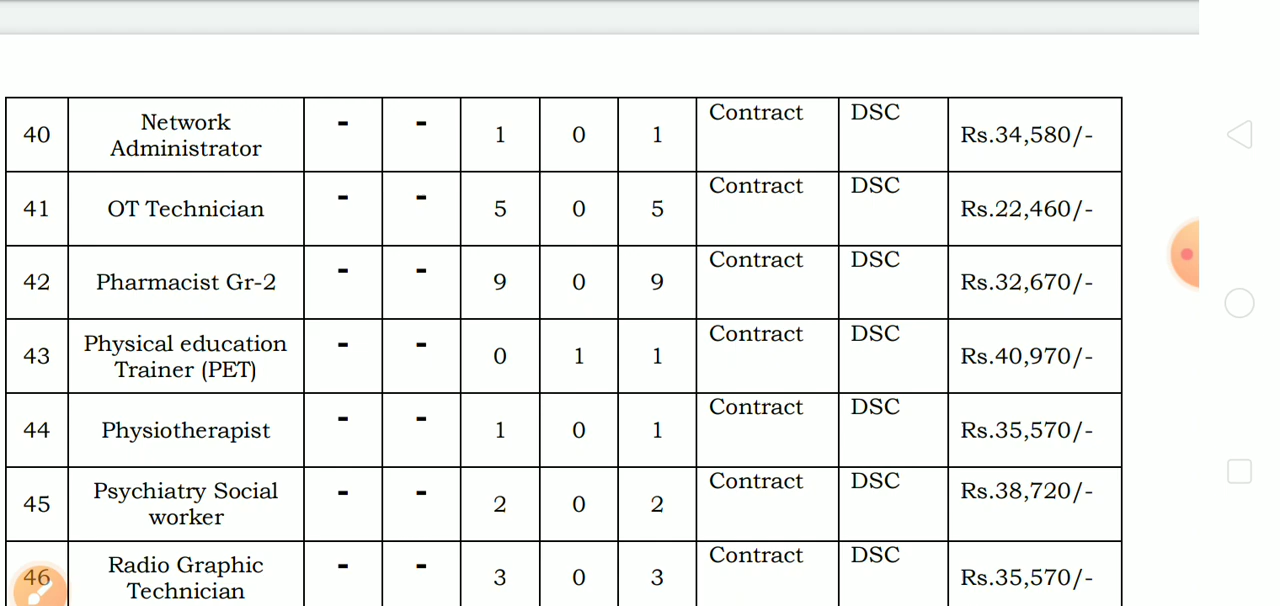 40 Network Administrator - - 1 0 1 Contract DSC Rs.34,580/-
41 OT Technician - - 5 0 5 Contract DSC Rs.22,460/-
42 Pharmacist Gr-2 - - 9 0 9 Contract DSC Rs.32,670/-
43 Physical education Trainer (PET) - - 0 1 1 Contract DSC Rs.40,970/-
44 Physiotherapist - - 1 0 1 Contract DSC Rs.35,570/-
45 Psychiatry Social worker - - 2 0 2 Contract DSC Rs.38,720/-
46 Radio Graphic Technician - - 3 0 3 Contract DSC Rs.35,570/-